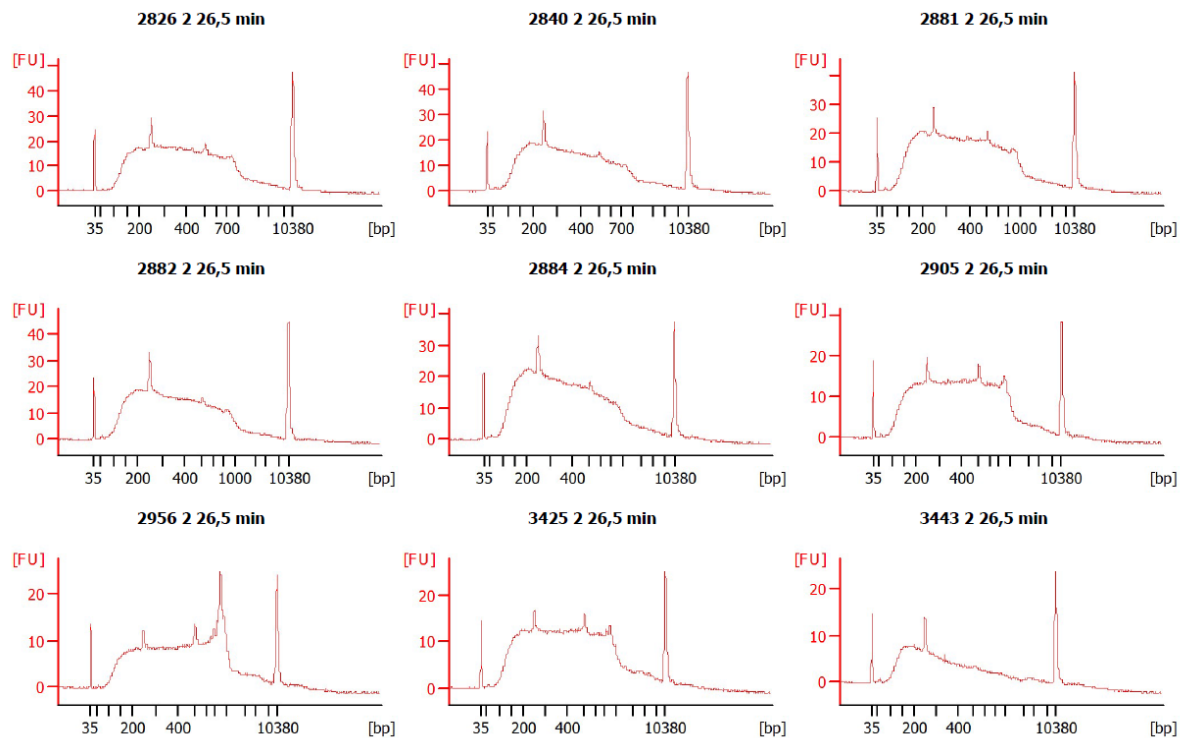 2826 2 26,5 min
[FU]
40
30
20
10
0
35 200 400 700 10380 [bp]
2840 2 26,5 min
[FU]
40
30
20
10
0
35 200 400 700 10380 [bp]
2881 2 26,5 min
[FU]
30
20
10
0
35 200 400 1000 10380 [bp]
2882 2 26,5 min
[FU]
40
30
20
10
0
35 200 400 1000 10380 [bp]
2884 2 26,5 min
[FU]
30
20
10
0
35 200 400 10380 [bp]
2905 2 26,5 min
[FU]
20
10
0
35 200 400 10380 [bp]
2956 2 26,5 min
[FU]
20
10
0
35 200 400 10380 [bp]
3425 2 26,5 min
[FU]
20
10
0
35 200 400 10380 [bp]
3443 2 26,5 min
[FU]
20
10
0
35 200 400 10380 [bp]